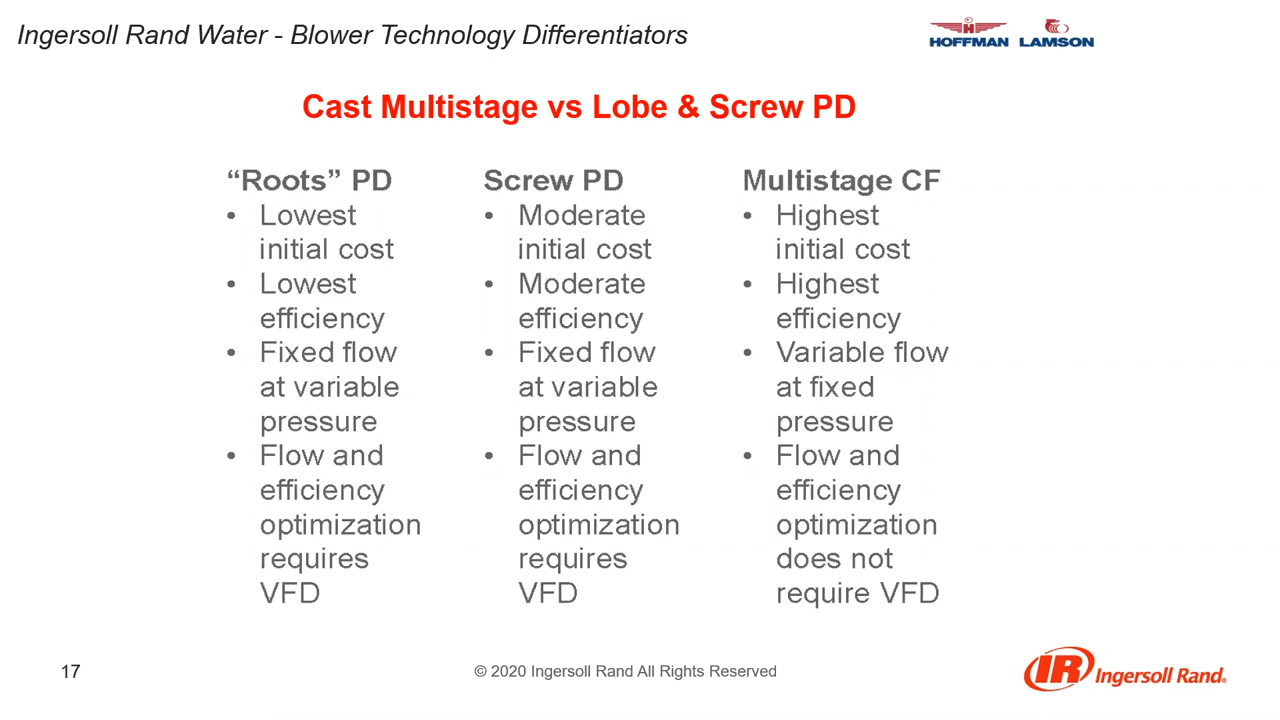 Ingersoll Rand Water - Blower Technology Differentiators
HOFFMAN LAMSON
Cast Multistage vs Lobe & Screw PD
“Roots” PD
• Lowest
initial cost
• Lowest
efficiency
• Fixed flow
at variable
pressure
• Flow and
efficiency
optimization
requires
VFD
Screw PD
• Moderate
initial cost
• Moderate
efficiency
• Fixed flow
at variable
pressure
• Flow and
efficiency
optimization
requires
VFD
Multistage CF
• Highest
initial cost
• Highest
efficiency
• Variable flow
at fixed
pressure
• Flow and
efficiency
optimization
does not
require VFD
17
© 2020 Ingersoll Rand All Rights Reserved
IR Ingersoll Rand®